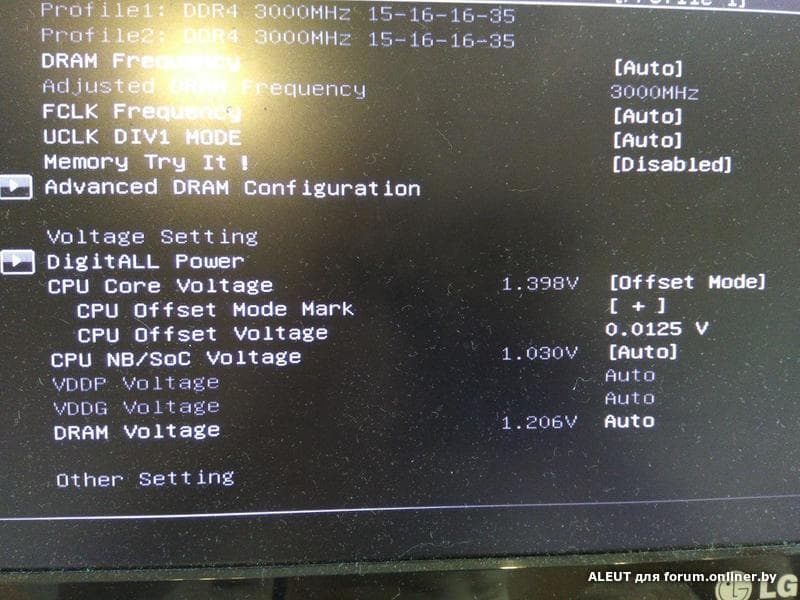 [Profile 1]
Profile1: DDR4 3000MHz 15-16-16-35
Profile2: DDR4 3000MHz 15-16-16-35
DRAM Frequency [Auto]
Adjusted DRAM Frequency 3000MHz
FCLK Frequency [Auto]
UCLK DIV1 MODE [Auto]
Memory Try It ! [Disabled]
Advanced DRAM Configuration
Voltage Setting
DigitALL Power
CPU Core Voltage 1.398V [Offset Mode]
CPU Offset Mode Mark [ + ]
CPU Offset Voltage 0.0125 V
CPU NB/SoC Voltage 1.030V [Auto]
VDDP Voltage Auto
VDDG Voltage Auto
DRAM Voltage 1.206V Auto
Other Setting
ALEUT для forum.onliner.by
LG